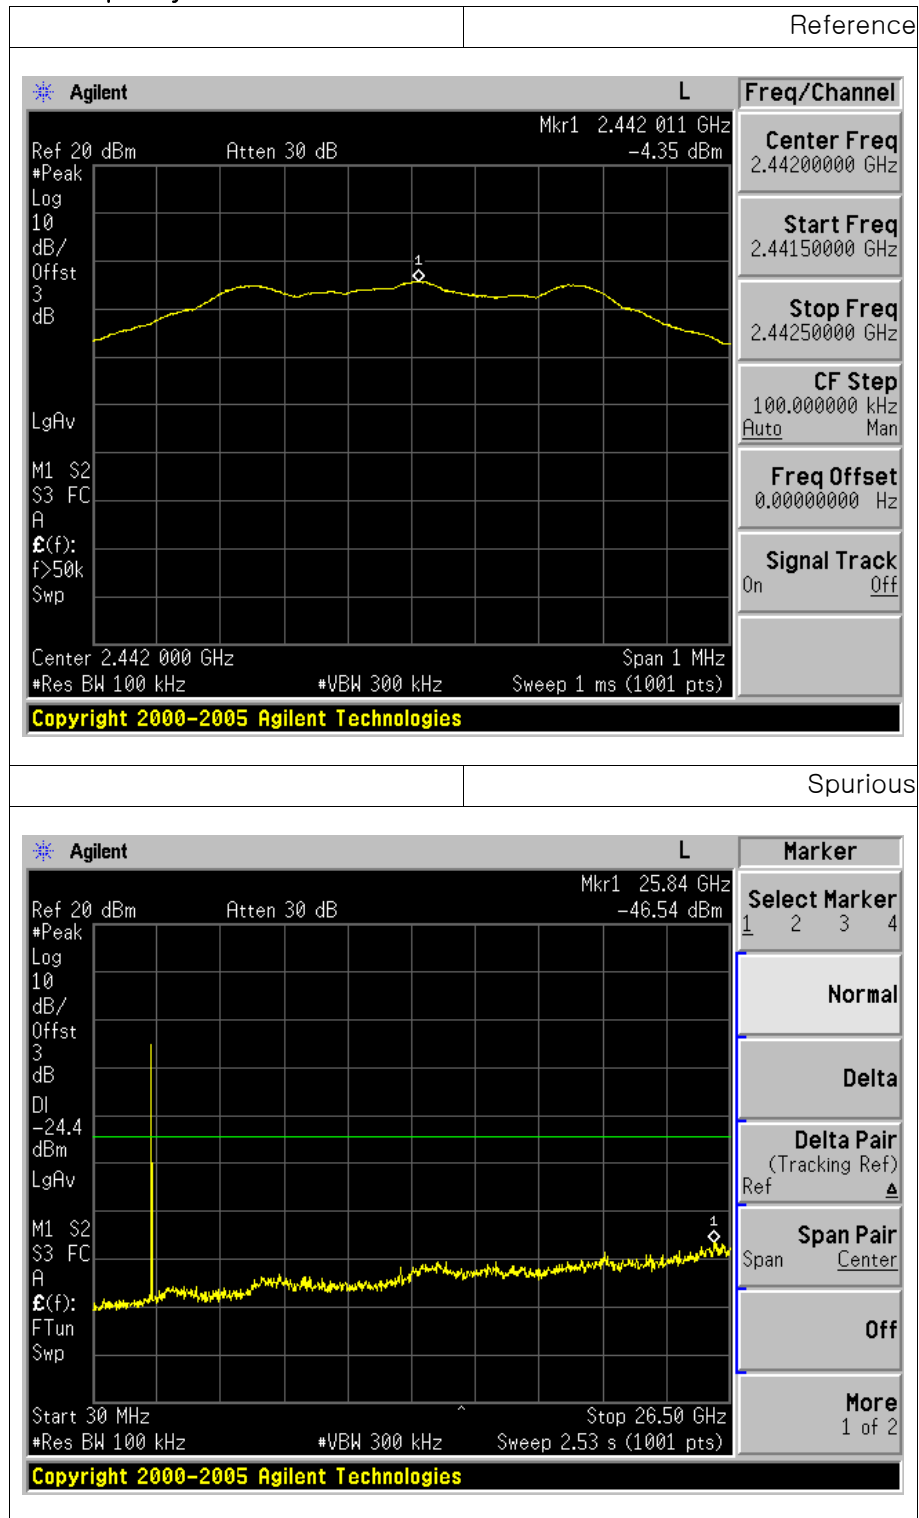 Reference
Agilent L Freq/Channel
Mkr1 2.442 011 GHz
Ref 20 dBm Atten 30 dB -4.35 dBm
#Peak
Log
10
dB/
Offst
3
dB
LgAv
M1 S2
S3 FC
A
£(f):
f>50k
Swp
1
Center 2.442 000 GHz Span 1 MHz
#Res BW 100 kHz #VBW 300 kHz Sweep 1 ms (1001 pts)
Center Freq
2.44200000 GHz
Start Freq
2.44150000 GHz
Stop Freq
2.44250000 GHz
CF Step
100.000000 kHz
Auto Man
Freq Offset
0.00000000 Hz
Signal Track
On Off
Copyright 2000-2005 Agilent Technologies
Spurious
Agilent L Marker
Mkr1 25.84 GHz
Ref 20 dBm Atten 30 dB -46.54 dBm
#Peak
Log
10
dB/
Offst
3
dB
DI
-24.4
dBm
LgAv
M1 S2
S3 FC
A
£(f):
FTun
Swp
1
Start 30 MHz ^ Stop 26.50 GHz
#Res BW 100 kHz #VBW 300 kHz Sweep 2.53 s (1001 pts)
Select Marker
1 2 3 4
Normal
Delta
Delta Pair
(Tracking Ref)
Ref Δ
Span Pair
Span Center
Off
More
1 of 2
Copyright 2000-2005 Agilent Technologies